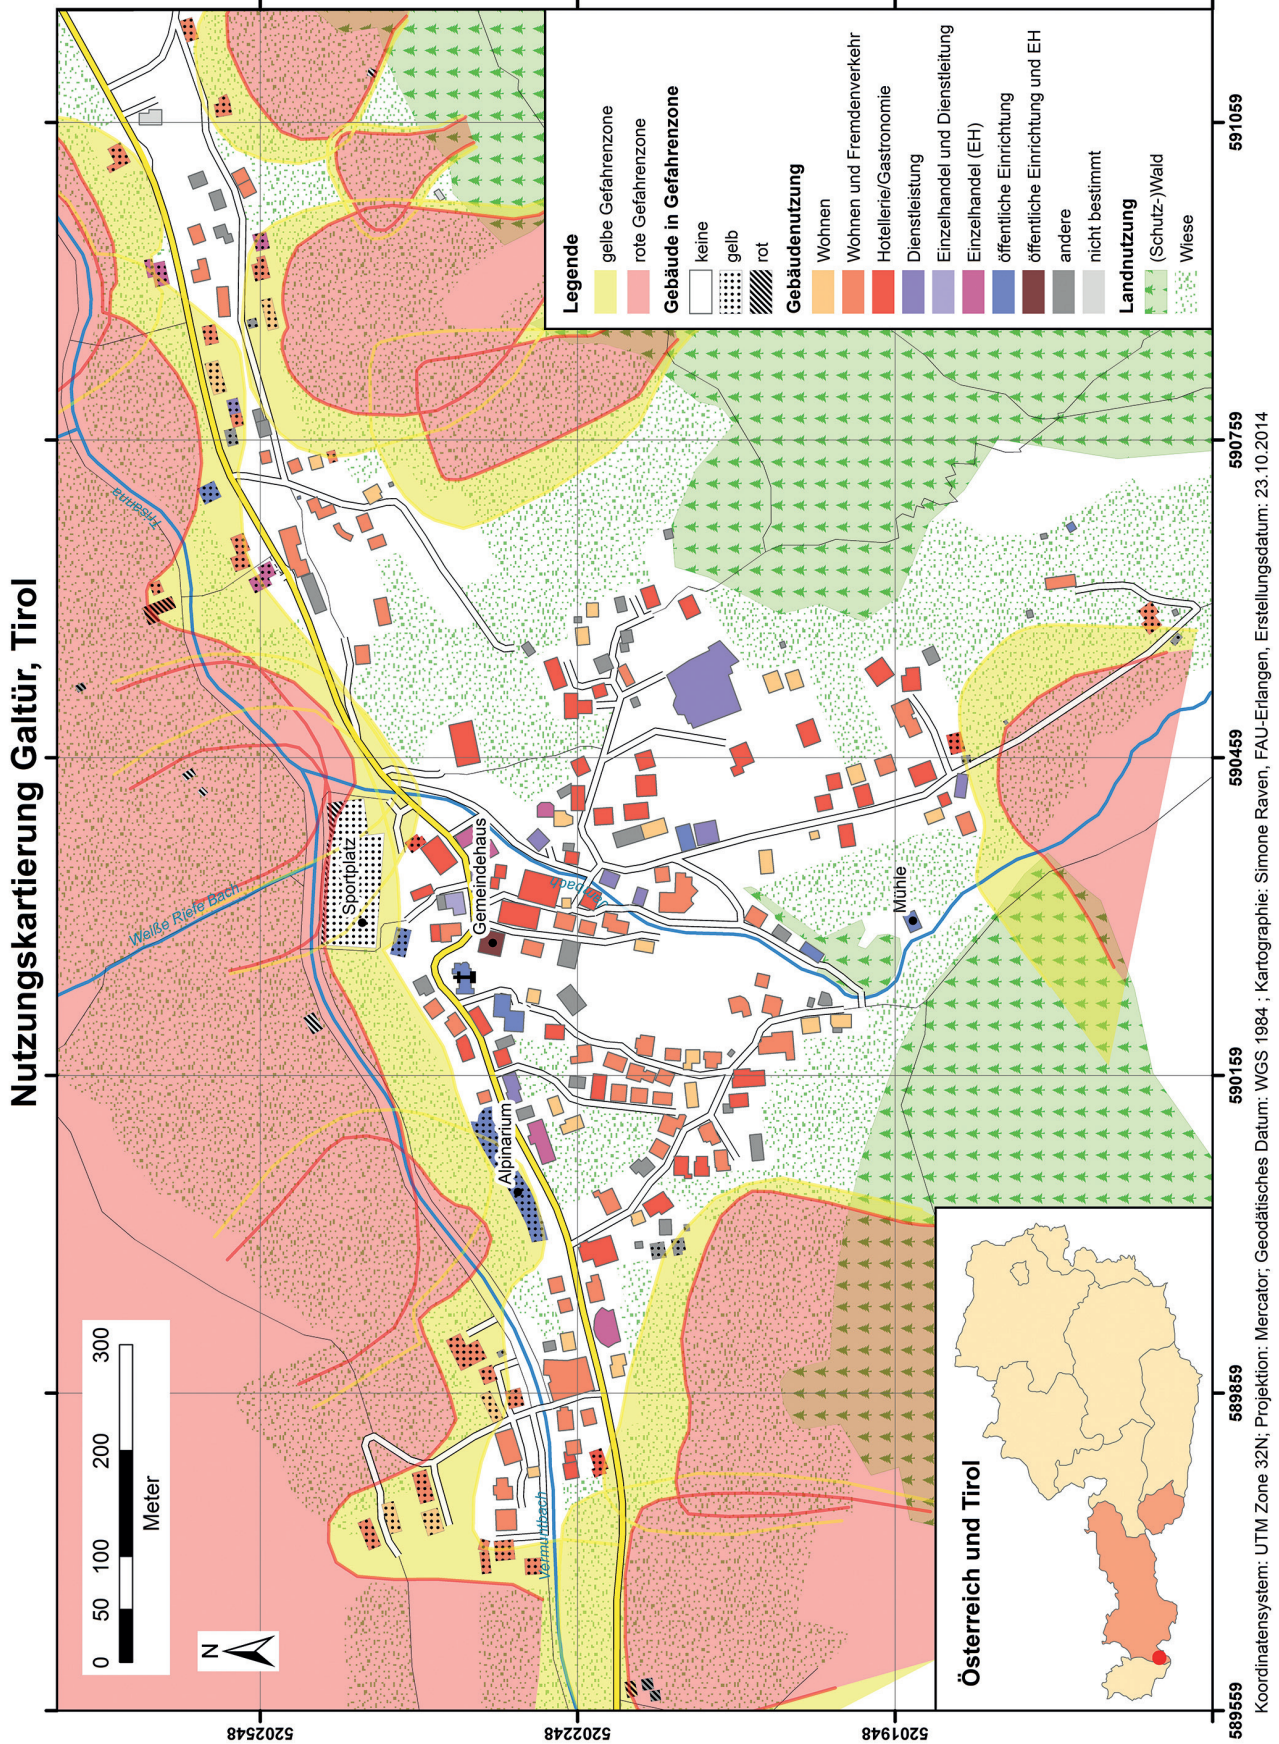 Nutzungskartierung Galtür, Tirol
0 50 100 200 300
Meter
N
Weiße Riefe Bach
Frisanna
Sportplatz
Gemeindehaus
Alpinarium
Vermuntbach
Mühle
Legende
gelbe Gefahrenzone
rote Gefahrenzone
Gebäude in Gefahrenzone
keine
gelb
rot
Gebäudenutzung
Wohnen
Wohnen und Fremdenverkehr
Hotellerie/Gastronomie
Dienstleistung
Einzelhandel und Dienstleitung
Einzelhandel (EH)
öffentliche Einrichtung
öffentliche Einrichtung und EH
andere
nicht bestimmt
Landnutzung
(Schutz-)Wald
Wiese
Österreich und Tirol
5202548
5202248
5201948
589559
589859
590159
590459
590759
591059
Koordinatensystem: UTM Zone 32N; Projektion: Mercator; Geodätisches Datum: WGS 1984 ; Kartographie: Simone Raven, FAU-Erlangen, Erstellungsdatum: 23.10.2014